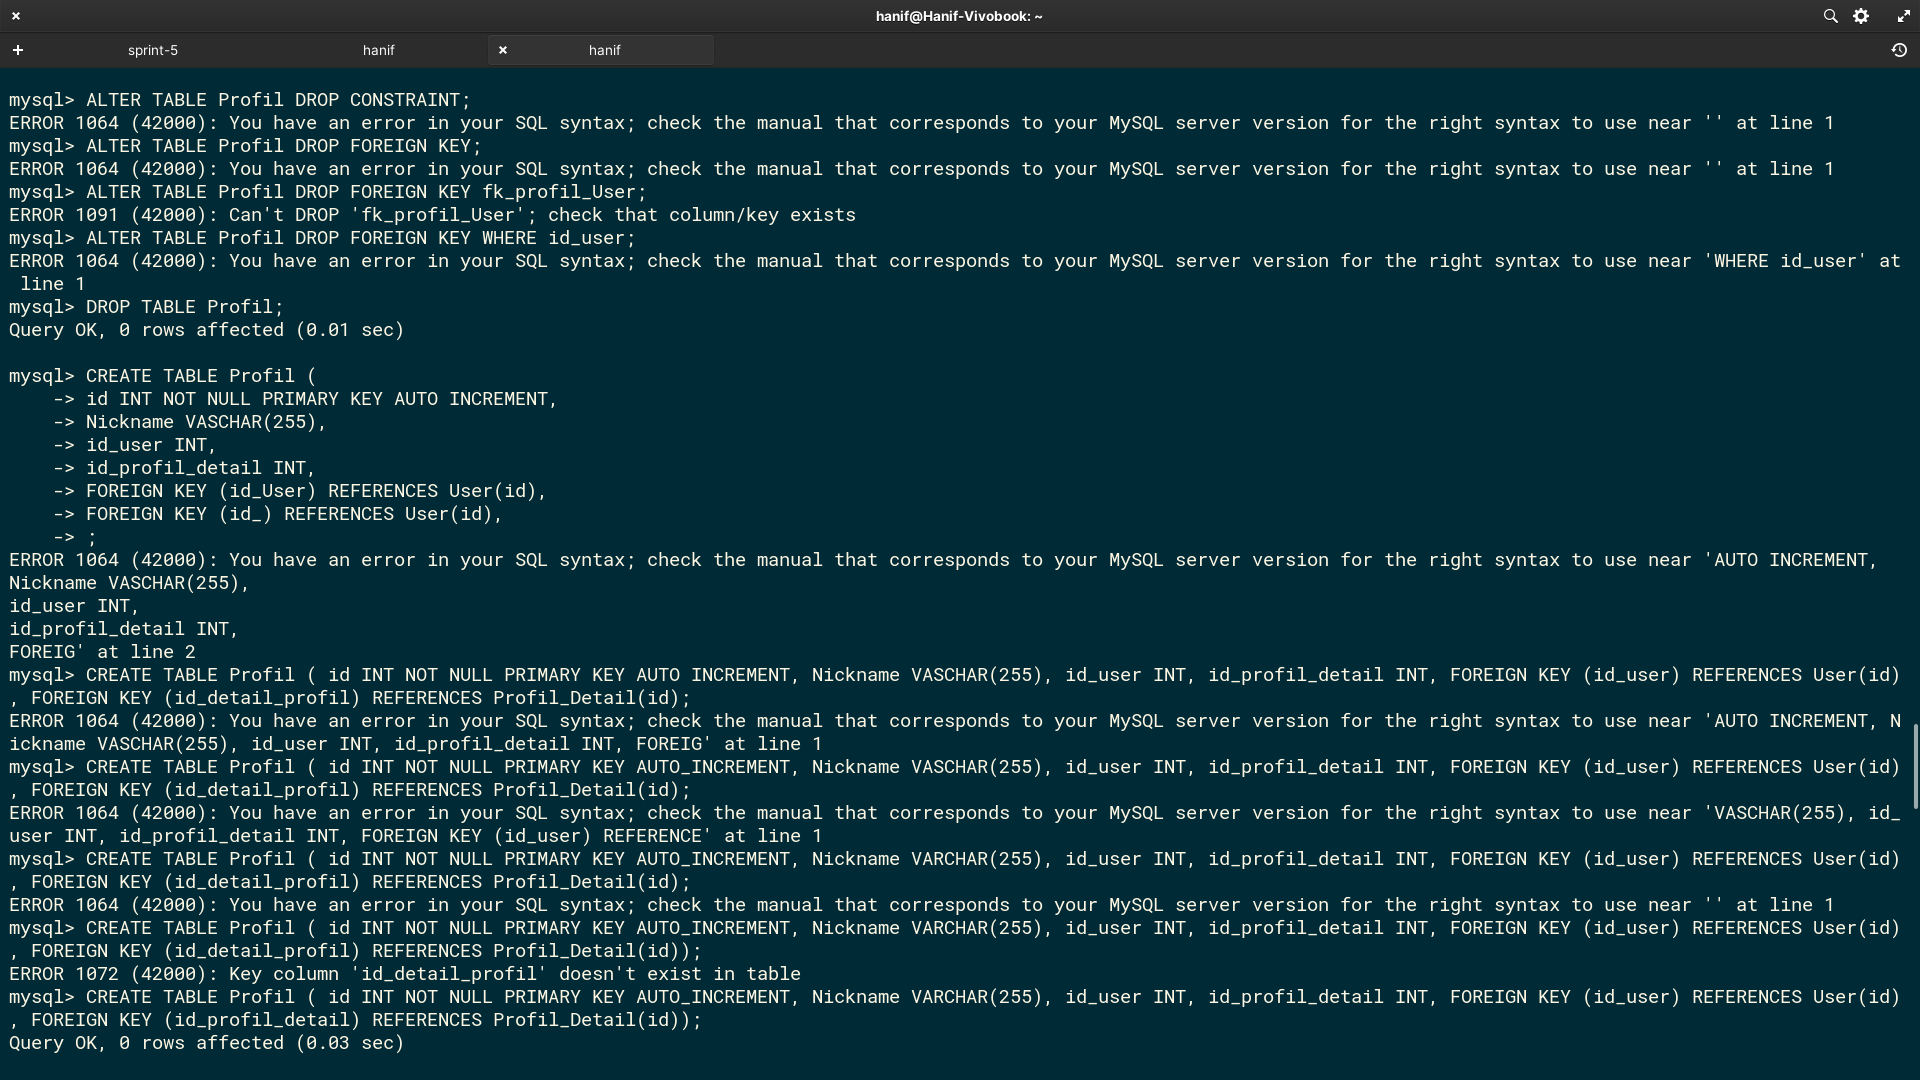 hanif@Hanif-Vivobook: ~
sprint-5
hanif
hanif
mysql> ALTER TABLE Profil DROP CONSTRAINT;
ERROR 1064 (42000): You have an error in your SQL syntax; check the manual that corresponds to your MySQL server version for the right syntax to use near '' at line 1
mysql> ALTER TABLE Profil DROP FOREIGN KEY;
ERROR 1064 (42000): You have an error in your SQL syntax; check the manual that corresponds to your MySQL server version for the right syntax to use near '' at line 1
mysql> ALTER TABLE Profil DROP FOREIGN KEY fk_profil_User;
ERROR 1091 (42000): Can't DROP 'fk_profil_User'; check that column/key exists
mysql> ALTER TABLE Profil DROP FOREIGN KEY WHERE id_user;
ERROR 1064 (42000): You have an error in your SQL syntax; check the manual that corresponds to your MySQL server version for the right syntax to use near 'WHERE id_user' at
 line 1
mysql> DROP TABLE Profil;
Query OK, 0 rows affected (0.01 sec)
mysql> CREATE TABLE Profil (
    -> id INT NOT NULL PRIMARY KEY AUTO INCREMENT,
    -> Nickname VASCHAR(255),
    -> id_user INT,
    -> id_profil_detail INT,
    -> FOREIGN KEY (id_User) REFERENCES User(id),
    -> FOREIGN KEY (id_) REFERENCES User(id),
    -> ;
ERROR 1064 (42000): You have an error in your SQL syntax; check the manual that corresponds to your MySQL server version for the right syntax to use near 'AUTO INCREMENT,
Nickname VASCHAR(255),
id_user INT,
id_profil_detail INT,
FOREIG' at line 2
mysql> CREATE TABLE Profil ( id INT NOT NULL PRIMARY KEY AUTO INCREMENT, Nickname VASCHAR(255), id_user INT, id_profil_detail INT, FOREIGN KEY (id_user) REFERENCES User(id)
, FOREIGN KEY (id_detail_profil) REFERENCES Profil_Detail(id);
ERROR 1064 (42000): You have an error in your SQL syntax; check the manual that corresponds to your MySQL server version for the right syntax to use near 'AUTO INCREMENT, N
ickname VASCHAR(255), id_user INT, id_profil_detail INT, FOREIG' at line 1
mysql> CREATE TABLE Profil ( id INT NOT NULL PRIMARY KEY AUTO_INCREMENT, Nickname VASCHAR(255), id_user INT, id_profil_detail INT, FOREIGN KEY (id_user) REFERENCES User(id)
, FOREIGN KEY (id_detail_profil) REFERENCES Profil_Detail(id);
ERROR 1064 (42000): You have an error in your SQL syntax; check the manual that corresponds to your MySQL server version for the right syntax to use near 'VASCHAR(255), id_
user INT, id_profil_detail INT, FOREIGN KEY (id_user) REFERENCE' at line 1
mysql> CREATE TABLE Profil ( id INT NOT NULL PRIMARY KEY AUTO_INCREMENT, Nickname VARCHAR(255), id_user INT, id_profil_detail INT, FOREIGN KEY (id_user) REFERENCES User(id)
, FOREIGN KEY (id_detail_profil) REFERENCES Profil_Detail(id);
ERROR 1064 (42000): You have an error in your SQL syntax; check the manual that corresponds to your MySQL server version for the right syntax to use near '' at line 1
mysql> CREATE TABLE Profil ( id INT NOT NULL PRIMARY KEY AUTO_INCREMENT, Nickname VARCHAR(255), id_user INT, id_profil_detail INT, FOREIGN KEY (id_user) REFERENCES User(id)
, FOREIGN KEY (id_detail_profil) REFERENCES Profil_Detail(id));
ERROR 1072 (42000): Key column 'id_detail_profil' doesn't exist in table
mysql> CREATE TABLE Profil ( id INT NOT NULL PRIMARY KEY AUTO_INCREMENT, Nickname VARCHAR(255), id_user INT, id_profil_detail INT, FOREIGN KEY (id_user) REFERENCES User(id)
, FOREIGN KEY (id_profil_detail) REFERENCES Profil_Detail(id));
Query OK, 0 rows affected (0.03 sec)